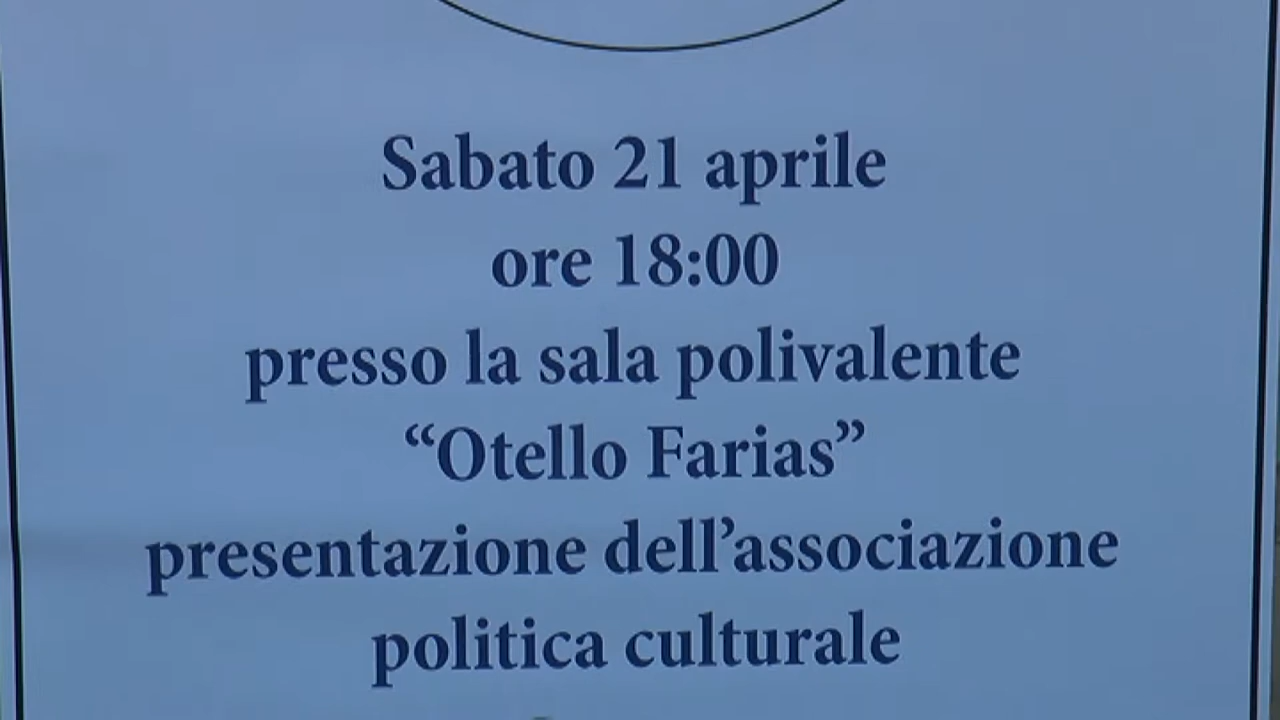 Sabato 21 aprile
ore 18:00
presso la sala polivalente
“Otello Farias”
presentazione dell’associazione
politica culturale